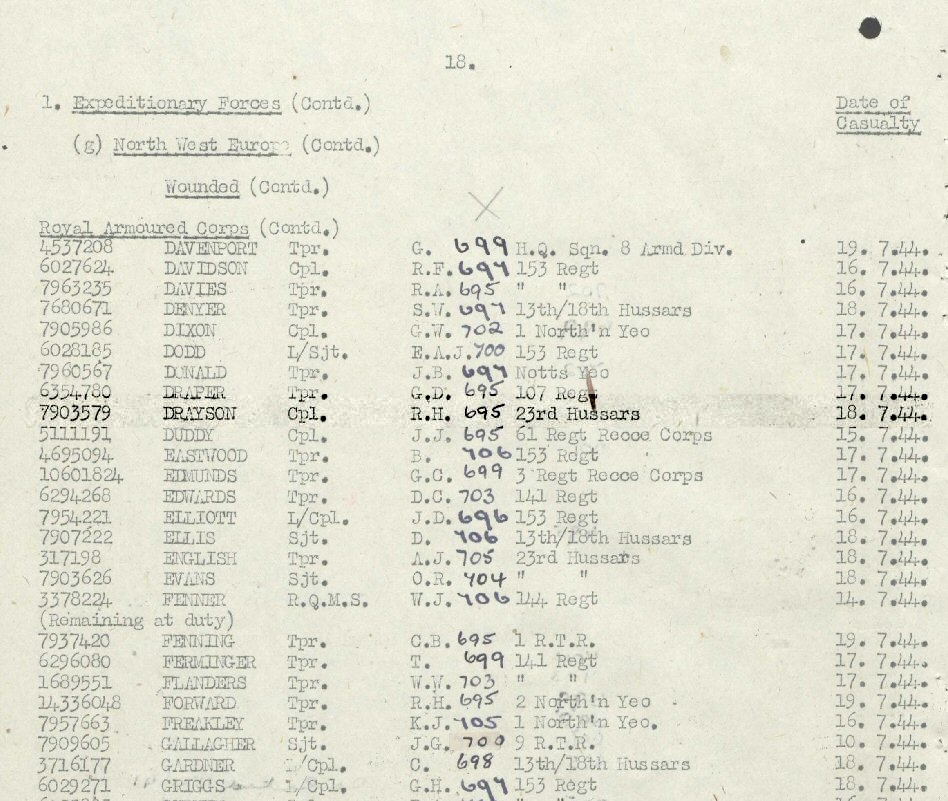 18.
1. Expeditionary Forces (Contd.) Date of
Casualty
(g) North West Europe (Contd.)
Wounded (Contd.)
Royal Armoured Corps (Contd.)
4537208 DAVENPORT Tpr. G. 699 H.Q. Sqn. 8 Armd Div. 19. 7.44.
6027624 DAVIDSON Cpl. R.F. 697 153 Regt 16. 7.44.
7963235 DAVIES Tpr. R.A. 695 " " 16. 7.44.
7680671 DENYER Tpr. S.W. 697 13th/18th Hussars 18. 7.44.
7905986 DIXON Cpl. G.W. 702 1 North'n Yeo 17. 7.44.
6028185 DODD L/Sjt. E.A.J. 700 153 Regt 17. 7.44.
7960567 DONALD Tpr. J.B. 697 Notts Yeo 17. 7.44.
6354780 DRAPER Tpr. G.D. 695 107 Regt 17. 7.44.
7903579 DRAYSON Cpl. R.H. 695 23rd Hussars 18. 7.44.
5111191 DUDDY Cpl. J.J. 695 61 Regt Recce Corps 15. 7.44.
4695094 EASTWOOD Tpr. B. 706 153 Regt 17. 7.44.
10601824 EDMUNDS Tpr. G.C. 699 3 Regt Recce Corps 17. 7.44.
6294268 EDWARDS Tpr. D.C. 703 141 Regt 16. 7.44.
7954221 ELLIOTT L/Cpl. J.D. 696 153 Regt 16. 7.44.
7907222 ELLIS Sjt. D. 706 13th/18th Hussars 18. 7.44.
317198 ENGLISH Tpr. A.J. 705 23rd Hussars 18. 7.44.
7903626 EVANS Sjt. O.R. 704 " " 18. 7.44.
3378224 FENNER R.Q.M.S. W.J. 706 144 Regt 14. 7.44.
(Remaining at duty)
7937420 FENNING Tpr. C.B. 695 1 R.T.R. 19. 7.44.
6296080 FERMINGER Tpr. T. 699 141 Regt 17. 7.44.
1689551 FLANDERS Tpr. W.W. 703 " " 17. 7.44.
14336048 FORWARD Tpr. R.H. 695 2 North'n Yeo 19. 7.44.
7957663 FREAKLEY Tpr. K.J. 705 1 North'n Yeo. 16. 7.44.
7909605 GALLAGHER Sjt. J.G. 700 9 R.T.R. 10. 7.44.
3716177 GARDNER L/Cpl. C. 698 13th/18th Hussars 18. 7.44.
6029271 GRIGGS L/Cpl. G.H. 697 153 Regt 18. 7.44.